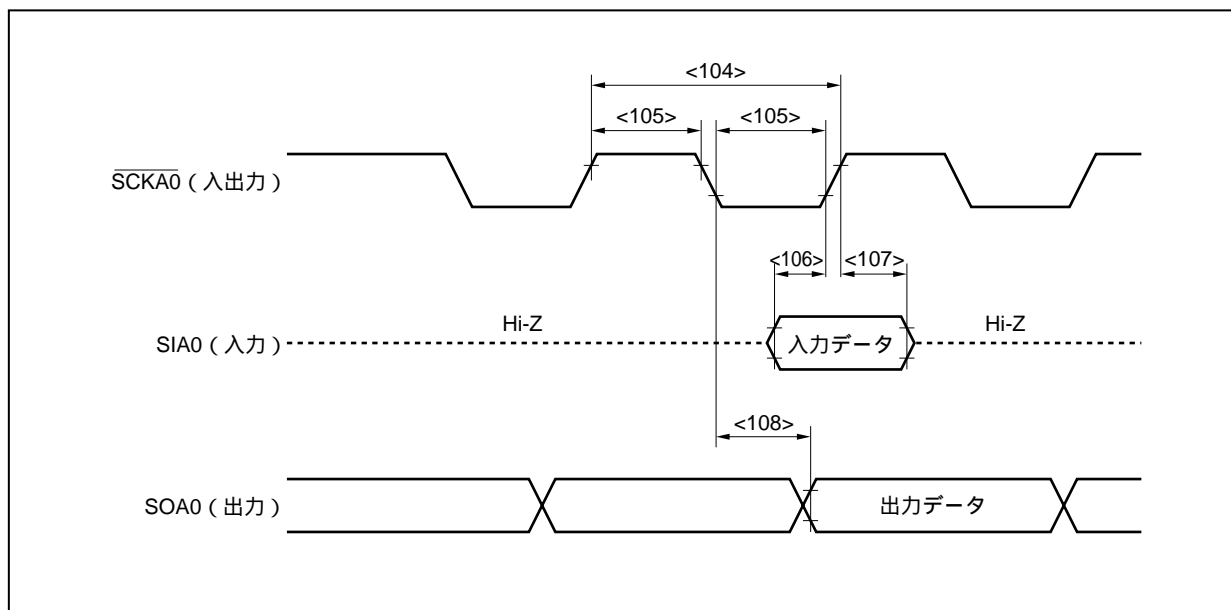 <104>
<105>
<105>
SCKA0（入出力）
<106>
<107>
Hi-Z
Hi-Z
SIA0（入力）
入力データ
<108>
SOA0（出力）
出力データ